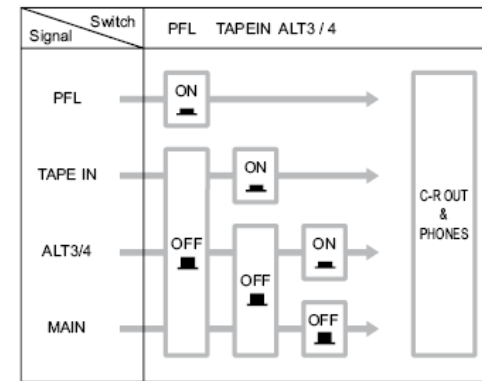 Switch
Signal
PFL TAPEIN ALT3 / 4
PFL
ON
TAPE IN
ON
C-R OUT
&
PHONES
ALT3/4
OFF
ON
OFF
MAIN
OFF